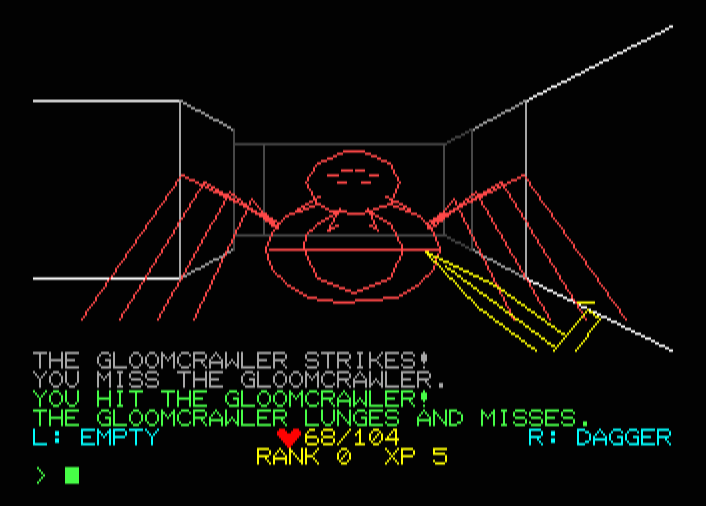 THE GLOOMCRAWLER STRIKES!
YOU MISS THE GLOOMCRAWLER.
YOU HIT THE GLOOMCRAWLER!
THE GLOOMCRAWLER LUNGES AND MISSES.
L: EMPTY ♥68/104 R: DAGGER
RANK 0 XP 5
>